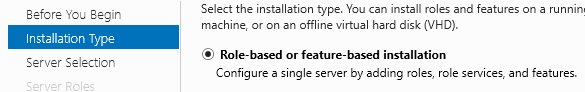 Before You Begin
Installation Type
Server Selection
Server Roles
Select the installation type. You can install roles and features on a running
machine, or on an offline virtual hard disk (VHD).
Role-based or feature-based installation
Configure a single server by adding roles, role services, and features.